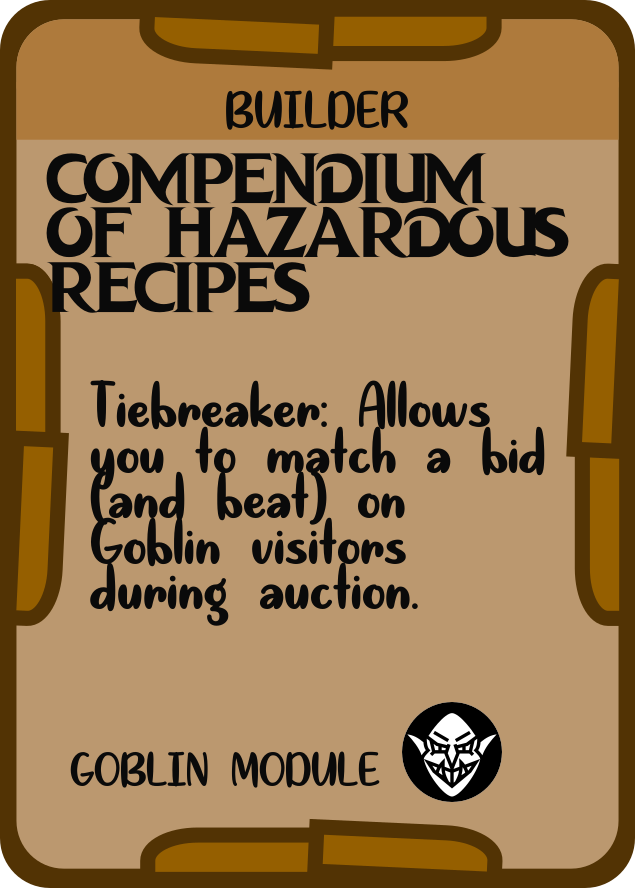 BUILDER
COMPENDIUM
OF HAZARDOUS
RECIPES
Tiebreaker: Allows
you to match a bid
(and beat) on
Goblin visitors
during auction.
GOBLIN MODULE